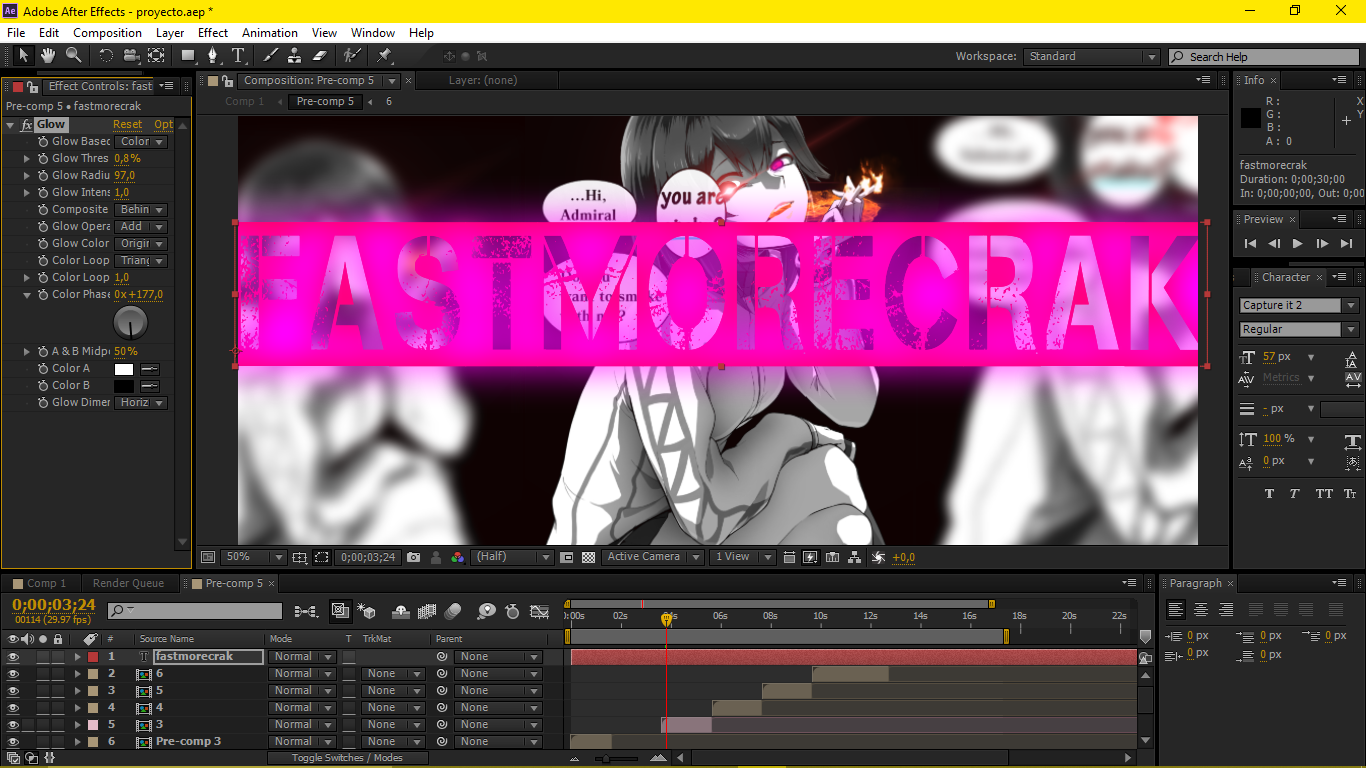 Adobe After Effects - proyecto.aep *
File Edit Composition Layer Effect Animation View Window Help
Workspace: Standard Search Help
Effect Controls: fast
Composition: Pre-comp 5
Layer: (none)
Info
Pre-comp 5 • fastmorecrak
Comp 1 Pre-comp 5 6
fx Glow Reset Opt
Glow Based Color
Glow Thres 0,8%
Glow Radiu 97,0
Glow Intens 1,0
Composite Behin
Glow Opera Add
Glow Color Origin
Color Loop Triang
Color Loop 1,0
Color Phase 0x+177,0
A & B Midp 50%
Color A
Color B
Glow Dimer Horiz
...Hi,
Admiral
you are
FASTMORECRAK
R :
G :
B :
A : 0
X
Y
fastmorecrak
Duration: 0;00;30;00
In: 0;00;00;00, Out: 0;00
Preview
Character
Capture it 2
Regular
57 px
Metrics
- px
100 %
0 px
T T TT Tt
50% 0;00;03;24 (Half) Active Camera 1 View +0,0
Comp 1 Render Queue Pre-comp 5
0;00;03;24
00114 (29.97 fps)
:00s 02s 04s 06s 08s 10s 12s 14s 16s 18s 20s 22s
# Source Name Mode T TrkMat Parent
1 T fastmorecrak Normal None
2 6 Normal None None
3 5 Normal None None
4 4 Normal None None
5 3 Normal None None
6 Pre-comp 3 Normal None None
Toggle Switches / Modes
Paragraph
0 px 0 px 0 px
0 px 0 px